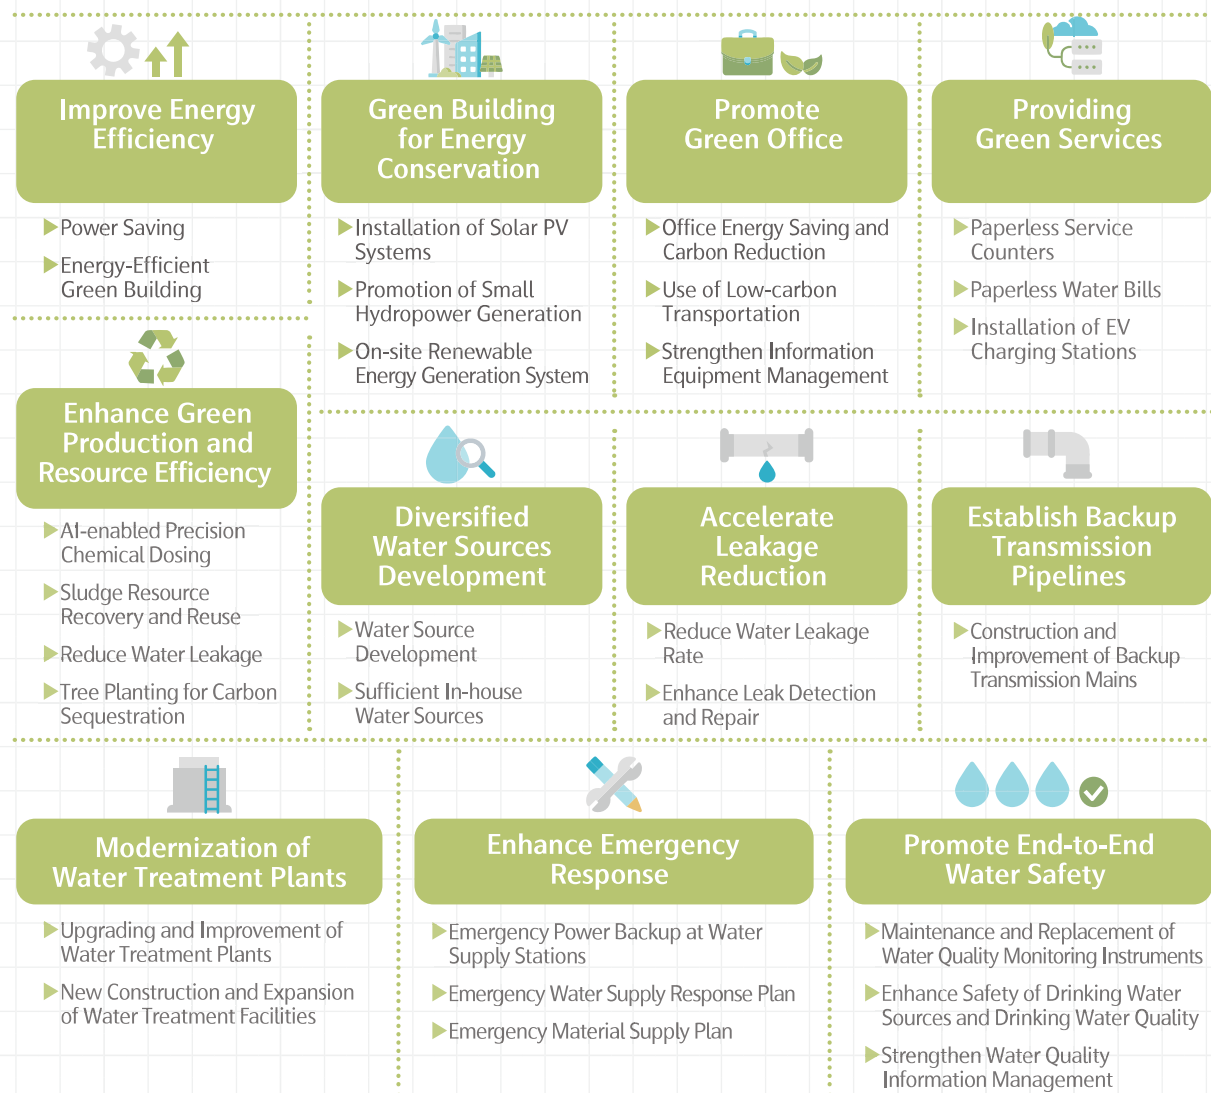 Improve Energy
Efficiency
▶Power Saving
▶Energy-Efficient
Green Building
Green Building
for Energy
Conservation
▶Installation of Solar PV
Systems
▶Promotion of Small
Hydropower Generation
▶On-site Renewable
Energy Generation System
Promote
Green Office
▶Office Energy Saving and
Carbon Reduction
▶Use of Low-carbon
Transportation
▶Strengthen Information
Equipment Management
Providing
Green Services
▶Paperless Service
Counters
▶Paperless Water Bills
▶Installation of EV
Charging Stations
Enhance Green
Production and
Resource Efficiency
▶AI-enabled Precision
Chemical Dosing
▶Sludge Resource
Recovery and Reuse
▶Reduce Water Leakage
▶Tree Planting for Carbon
Sequestration
Diversified
Water Sources
Development
▶Water Source
Development
▶Sufficient In-house
Water Sources
Accelerate
Leakage
Reduction
▶Reduce Water Leakage
Rate
▶Enhance Leak Detection
and Repair
Establish Backup
Transmission
Pipelines
▶Construction and
Improvement of Backup
Transmission Mains
Modernization of
Water Treatment Plants
▶Upgrading and Improvement of
Water Treatment Plants
▶New Construction and Expansion
of Water Treatment Facilities
Enhance Emergency
Response
▶Emergency Power Backup at Water
Supply Stations
▶Emergency Water Supply Response Plan
▶Emergency Material Supply Plan
Promote End-to-End
Water Safety
▶Maintenance and Replacement of
Water Quality Monitoring Instruments
▶Enhance Safety of Drinking Water
Sources and Drinking Water Quality
▶Strengthen Water Quality
Information Management